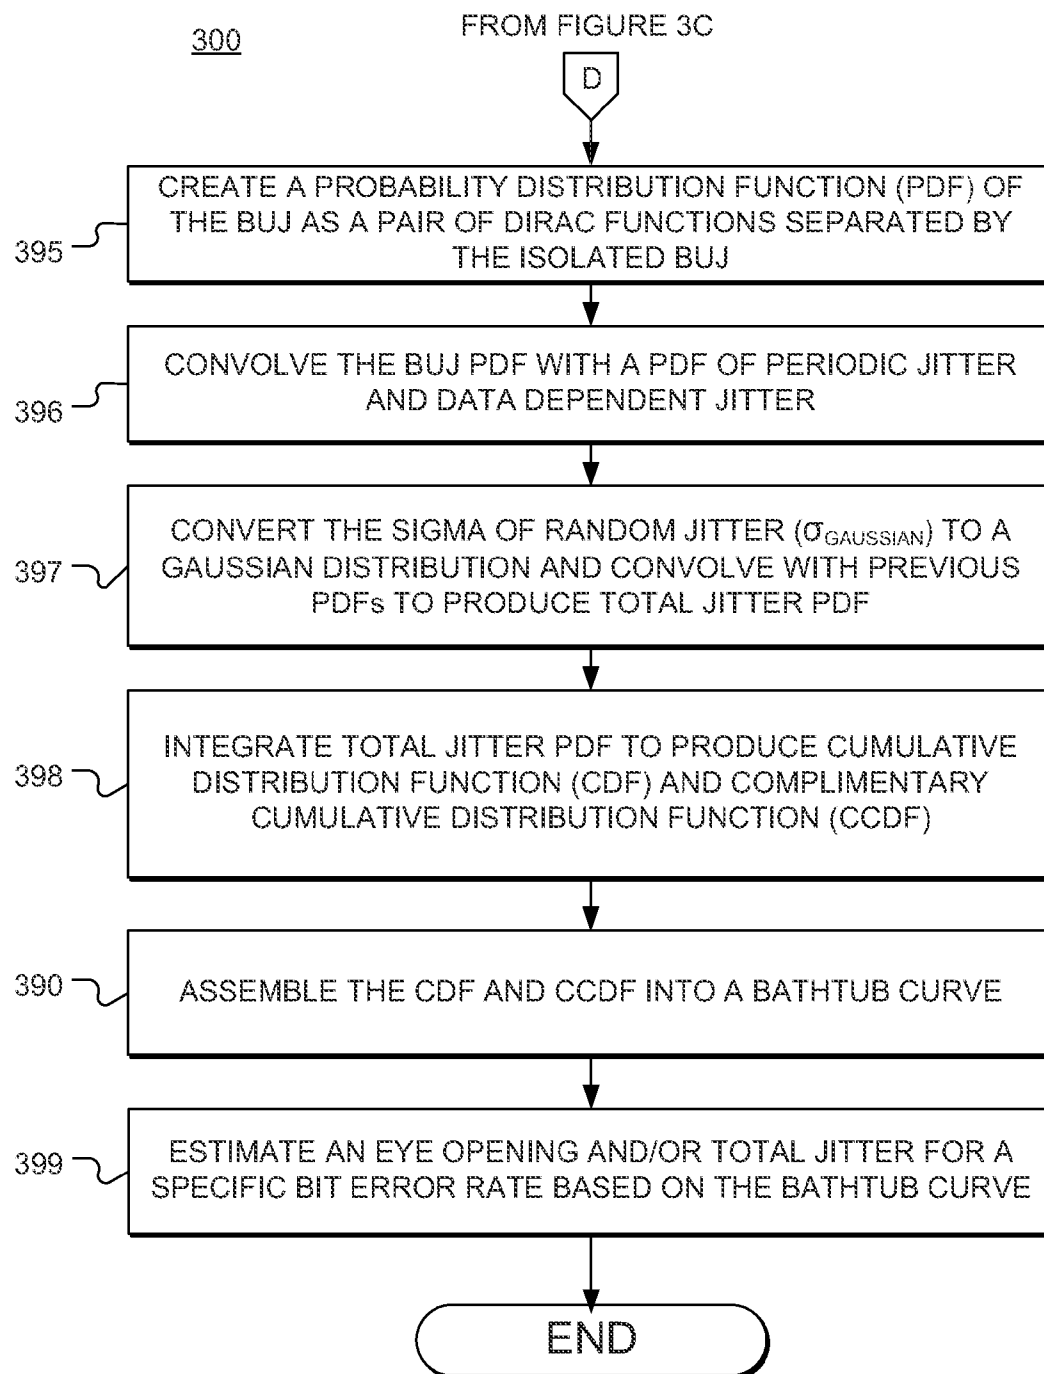 300
FROM FIGURE 3C
D
395
CREATE A PROBABILITY DISTRIBUTION FUNCTION (PDF) OF
THE BUJ AS A PAIR OF DIRAC FUNCTIONS SEPARATED BY
THE ISOLATED BUJ
396
CONVOLVE THE BUJ PDF WITH A PDF OF PERIODIC JITTER
AND DATA DEPENDENT JITTER
397
CONVERT THE SIGMA OF RANDOM JITTER (σGAUSSIAN) TO A
GAUSSIAN DISTRIBUTION AND CONVOLVE WITH PREVIOUS
PDFs TO PRODUCE TOTAL JITTER PDF
398
INTEGRATE TOTAL JITTER PDF TO PRODUCE CUMULATIVE
DISTRIBUTION FUNCTION (CDF) AND COMPLIMENTARY
CUMULATIVE DISTRIBUTION FUNCTION (CCDF)
390
ASSEMBLE THE CDF AND CCDF INTO A BATHTUB CURVE
399
ESTIMATE AN EYE OPENING AND/OR TOTAL JITTER FOR A
SPECIFIC BIT ERROR RATE BASED ON THE BATHTUB CURVE
END